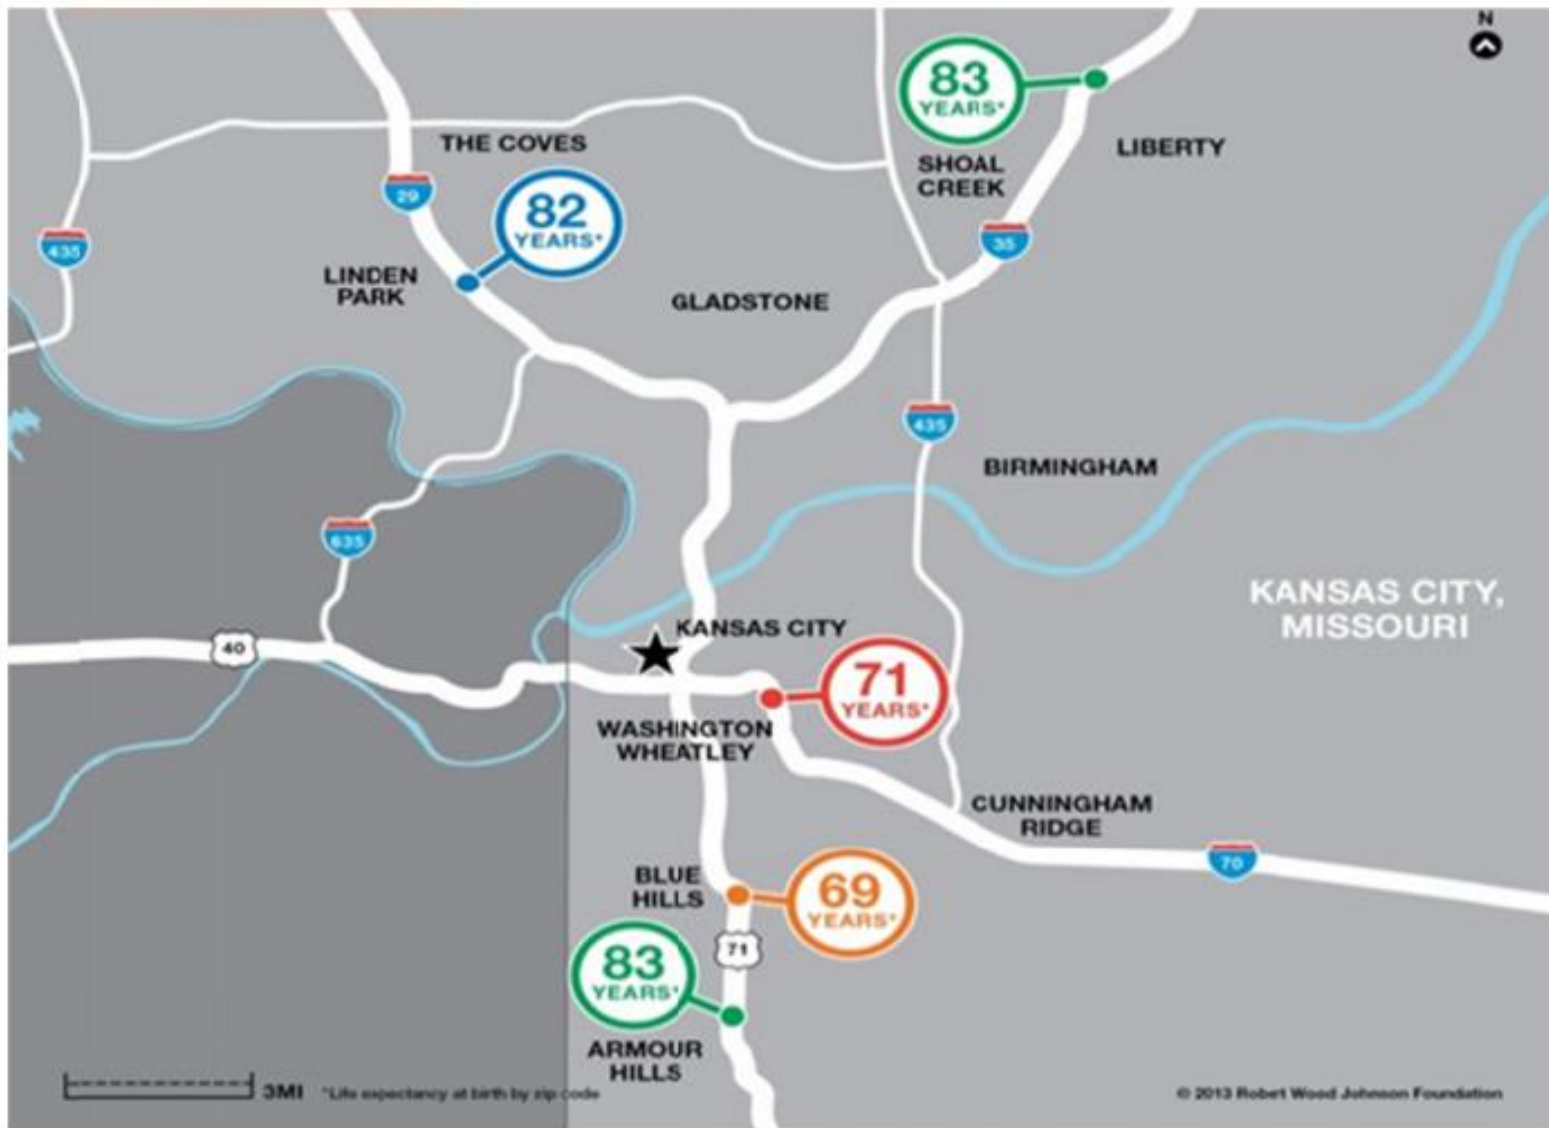 N
83
YEARS*
THE COVES
LIBERTY
SHOAL
CREEK
29
82
YEARS*
435
35
LINDEN
PARK
GLADSTONE
435
BIRMINGHAM
635
KANSAS CITY,
MISSOURI
KANSAS CITY
40
71
YEARS*
WASHINGTON
WHEATLEY
CUNNINGHAM
RIDGE
70
BLUE
HILLS
69
YEARS*
71
83
YEARS*
ARMOUR
HILLS
3MI
*Life expectancy at birth by zip code
© 2013 Robert Wood Johnson Foundation